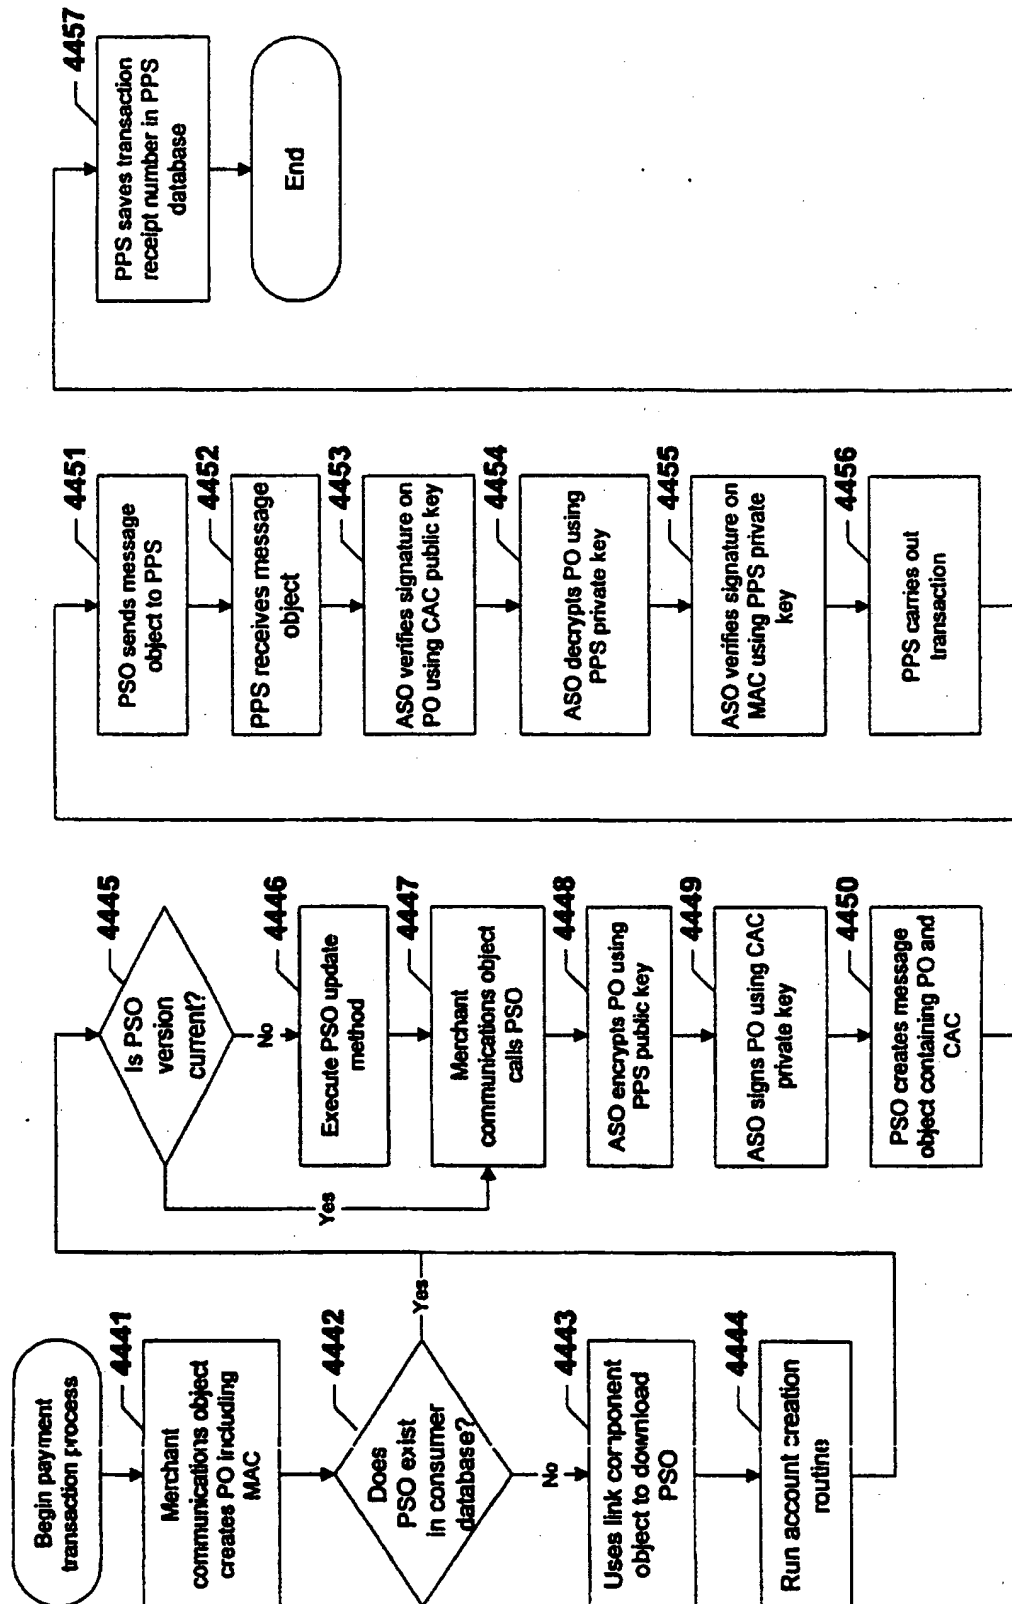 Begin payment
transaction process
4441
Merchant
communications object
creates PO including
MAC
4442
Does
PSO exist
in consumer
database?
Yes
No
4443
Uses link component
object to download
PSO
4444
Run account creation
routine
4445
Is PSO
version
current?
Yes
No
4446
Execute PSO update
method
4447
Merchant
communications object
calls PSO
4448
ASO encrypts PO using
PPS public key
4449
ASO signs PO using CAC
private key
4450
PSO creates message
object containing PO and
CAC
4451
PSO sends message
object to PPS
4452
PPS receives message
object
4453
ASO verifies signature on
PO using CAC public key
4454
ASO decrypts PO using
PPS private key
4455
ASO verifies signature on
MAC using PPS private
key
4456
PPS carries out
transaction
4457
PPS saves transaction
receipt number in PPS
database
End